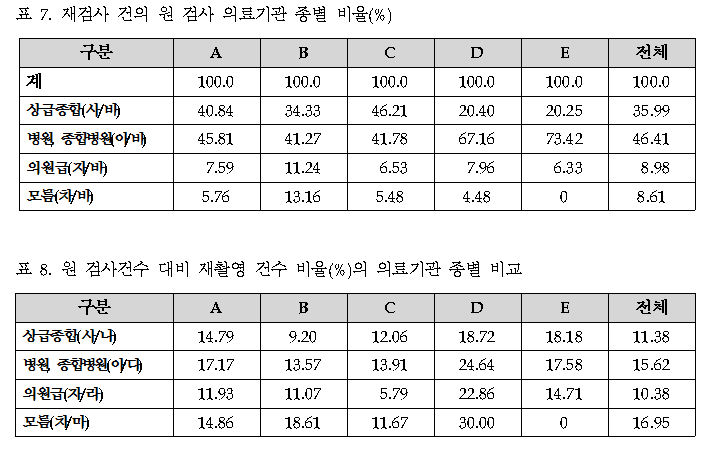 표 7. 재검사 건의 원 검사 의료기관 종별 비율(%)
구분 A B C D E 전체
계 100.0 100.0 100.0 100.0 100.0 100.0
상급종합(사/바) 40.84 34.33 46.21 20.40 20.25 35.99
병원, 종합병원(아/바) 45.81 41.27 41.78 67.16 73.42 46.41
의원급(자/바) 7.59 11.24 6.53 7.96 6.33 8.98
모름(차/바) 5.76 13.16 5.48 4.48 0 8.61
표 8. 원 검사건수 대비 재촬영 건수 비율(%)의 의료기관 종별 비교
구분 A B C D E 전체
상급종합(사/나) 14.79 9.20 12.06 18.72 18.18 11.38
병원, 종합병원(아/다) 17.17 13.57 13.91 24.64 17.58 15.62
의원급(자/라) 11.93 11.07 5.79 22.86 14.71 10.38
모름(차/마) 14.86 18.61 11.67 30.00 0 16.95